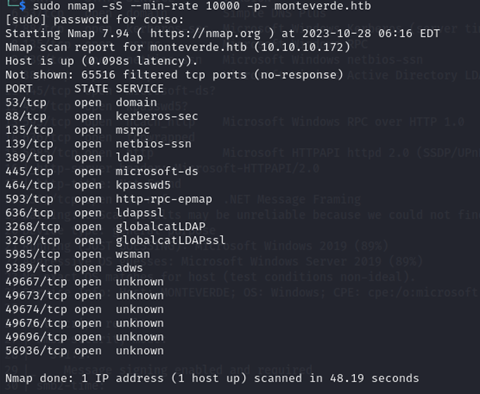 $ sudo nmap -sS --min-rate 10000 -p- monteverde.htb
[sudo] password for corso:
Starting Nmap 7.94 ( https://nmap.org ) at 2023-10-28 06:16 EDT
Nmap scan report for monteverde.htb (10.10.10.172)
Host is up (0.098s latency).
Not shown: 65516 filtered tcp ports (no-response)
PORT STATE SERVICE
53/tcp open domain
88/tcp open kerberos-sec
135/tcp open msrpc
139/tcp open netbios-ssn
389/tcp open ldap
445/tcp open microsoft-ds
464/tcp open kpasswd5
593/tcp open http-rpc-epmap
636/tcp open ldapssl
3268/tcp open globalcatLDAP
3269/tcp open globalcatLDAPssl
5985/tcp open wsman
9389/tcp open adws
49667/tcp open unknown
49673/tcp open unknown
49674/tcp open unknown
49676/tcp open unknown
49696/tcp open unknown
56936/tcp open unknown
Nmap done: 1 IP address (1 host up) scanned in 48.19 seconds